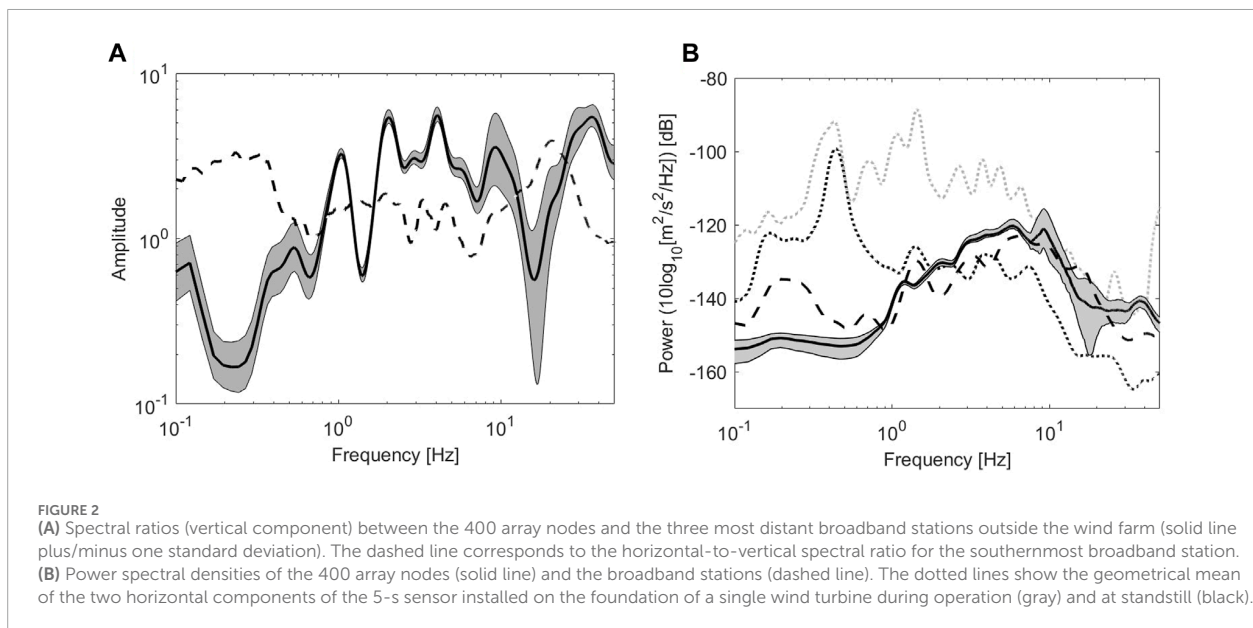 A
B
10^1
10^0
10^-1
Amplitude
10^-1
10^0
10^1
Frequency [Hz]
-80
-100
-120
-140
-160
Power (10log_10[m^2/s^2/Hz]) [dB]
10^-1
10^0
10^1
Frequency [Hz]
FIGURE 2
(A) Spectral ratios (vertical component) between the 400 array nodes and the three most distant broadband stations outside the wind farm (solid line
plus/minus one standard deviation). The dashed line corresponds to the horizontal-to-vertical spectral ratio for the southernmost broadband station.
(B) Power spectral densities of the 400 array nodes (solid line) and the broadband stations (dashed line). The dotted lines show the geometrical mean
of the two horizontal components of the 5-s sensor installed on the foundation of a single wind turbine during operation (gray) and at standstill (black).